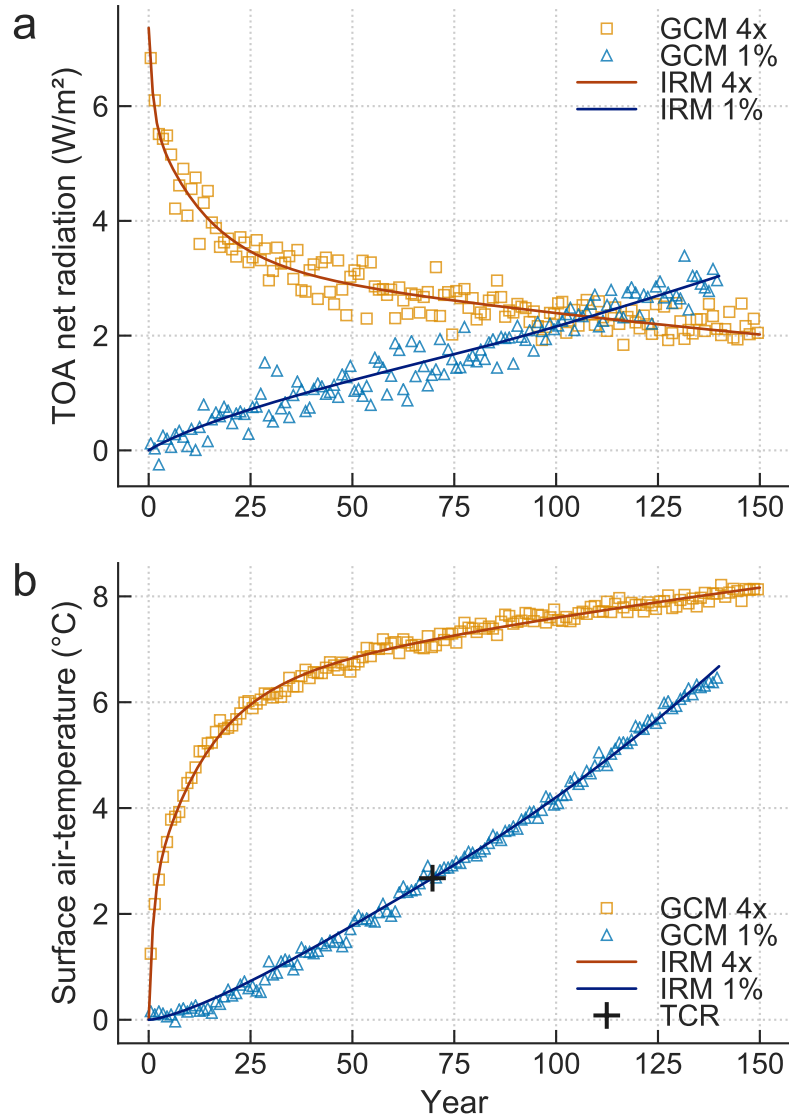 a
GCM 4x
GCM 1%
IRM 4x
IRM 1%
TOA net radiation (W/m²)
6
4
2
0
0 25 50 75 100 125 150
b
Surface air-temperature (°C)
8
6
4
2
0
GCM 4x
GCM 1%
IRM 4x
IRM 1%
TCR
0 25 50 75 100 125 150
Year